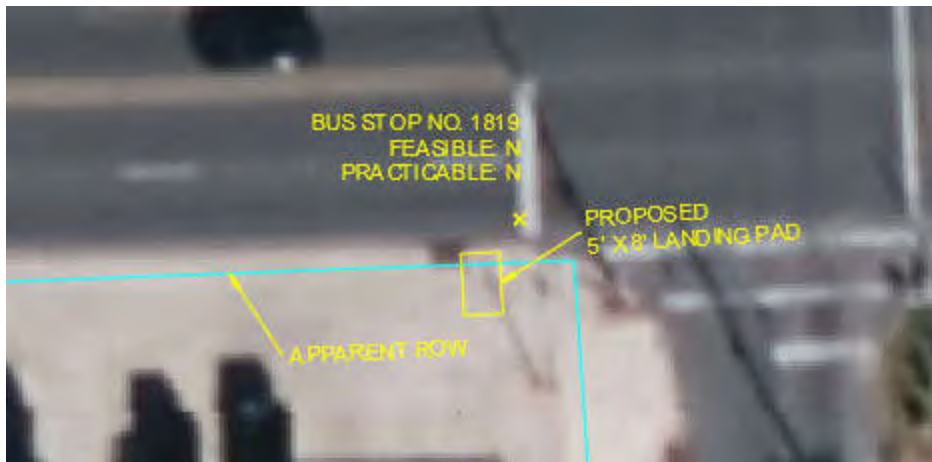 BUS STOP NO. 1819
FEASIBLE: N
PRACTICABLE: N
PROPOSED
5' X 8' LANDING PAD
APPARENT ROW